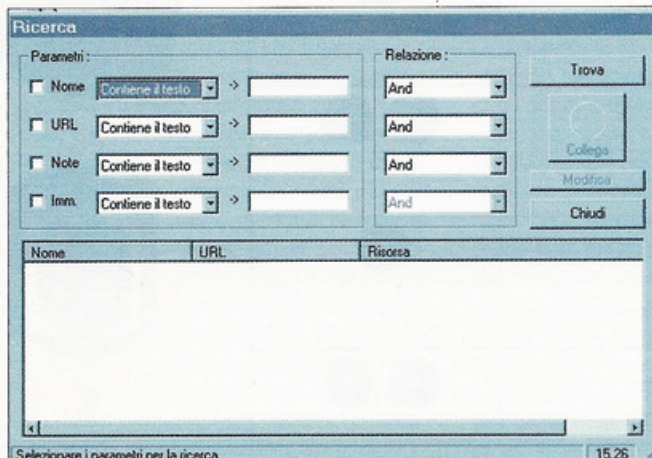 Ricerca
Parametri :
Nome Contiene il testo ->
URL Contiene il testo ->
Note Contiene il testo ->
Imm. Contiene il testo ->
Relazione :
And
And
And
And
Trova
Collega
Modifica
Chiudi
Nome URL Risorsa
Selezionare i parametri per la ricerca 15.26